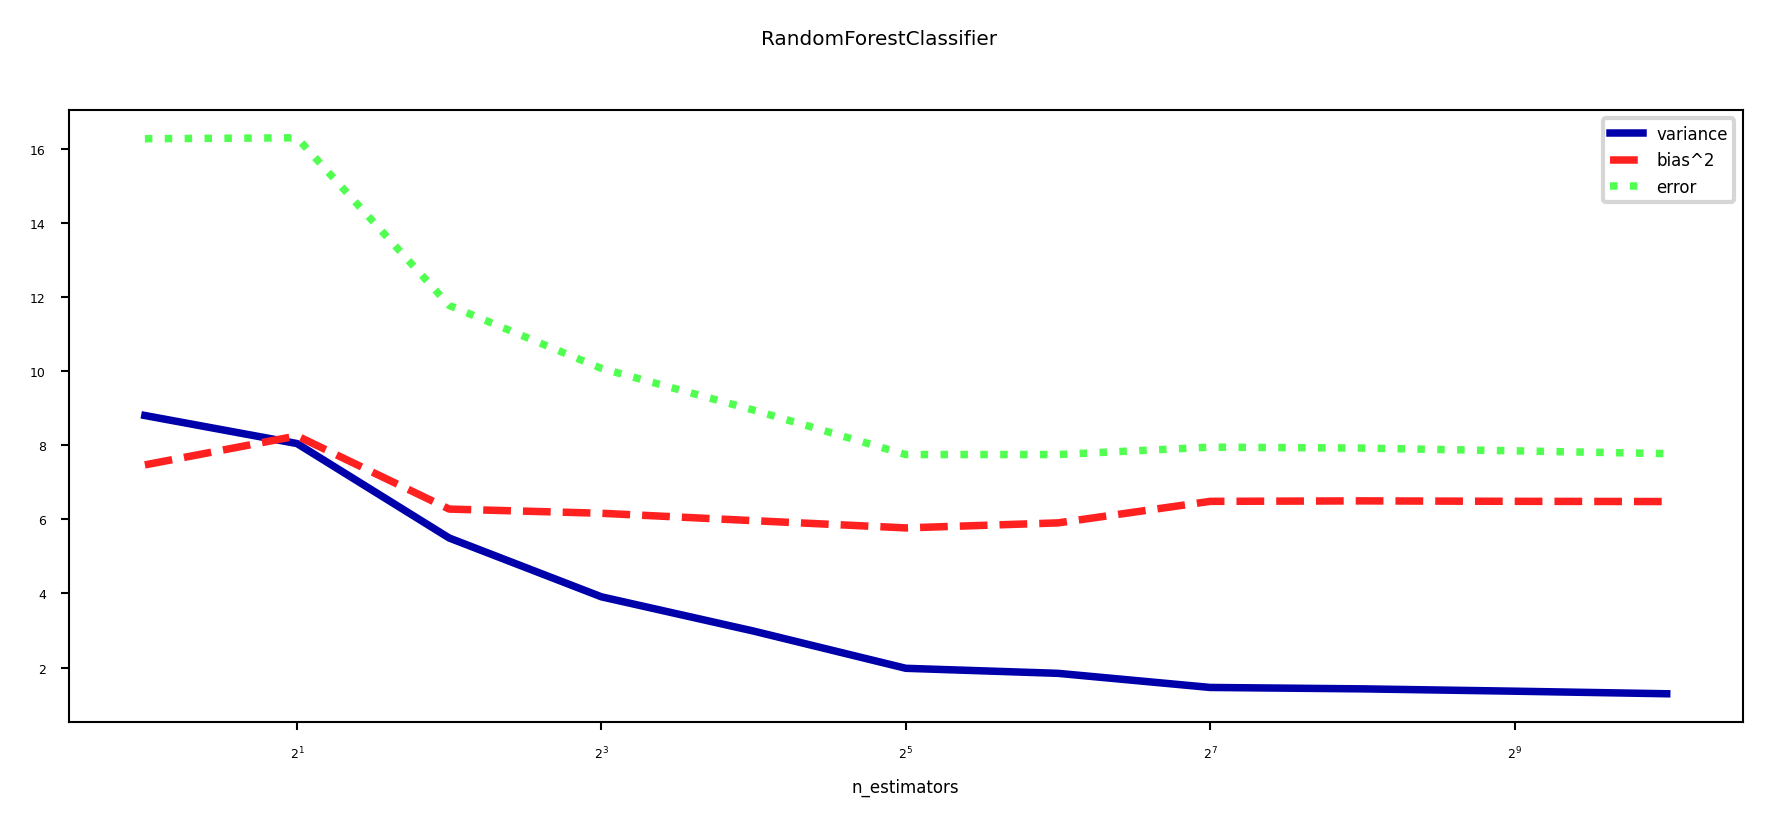 RandomForestClassifier
variance
bias^2
error
16
14
12
10
8
6
4
2
2^1 2^3 2^5 2^7 2^9
n_estimators